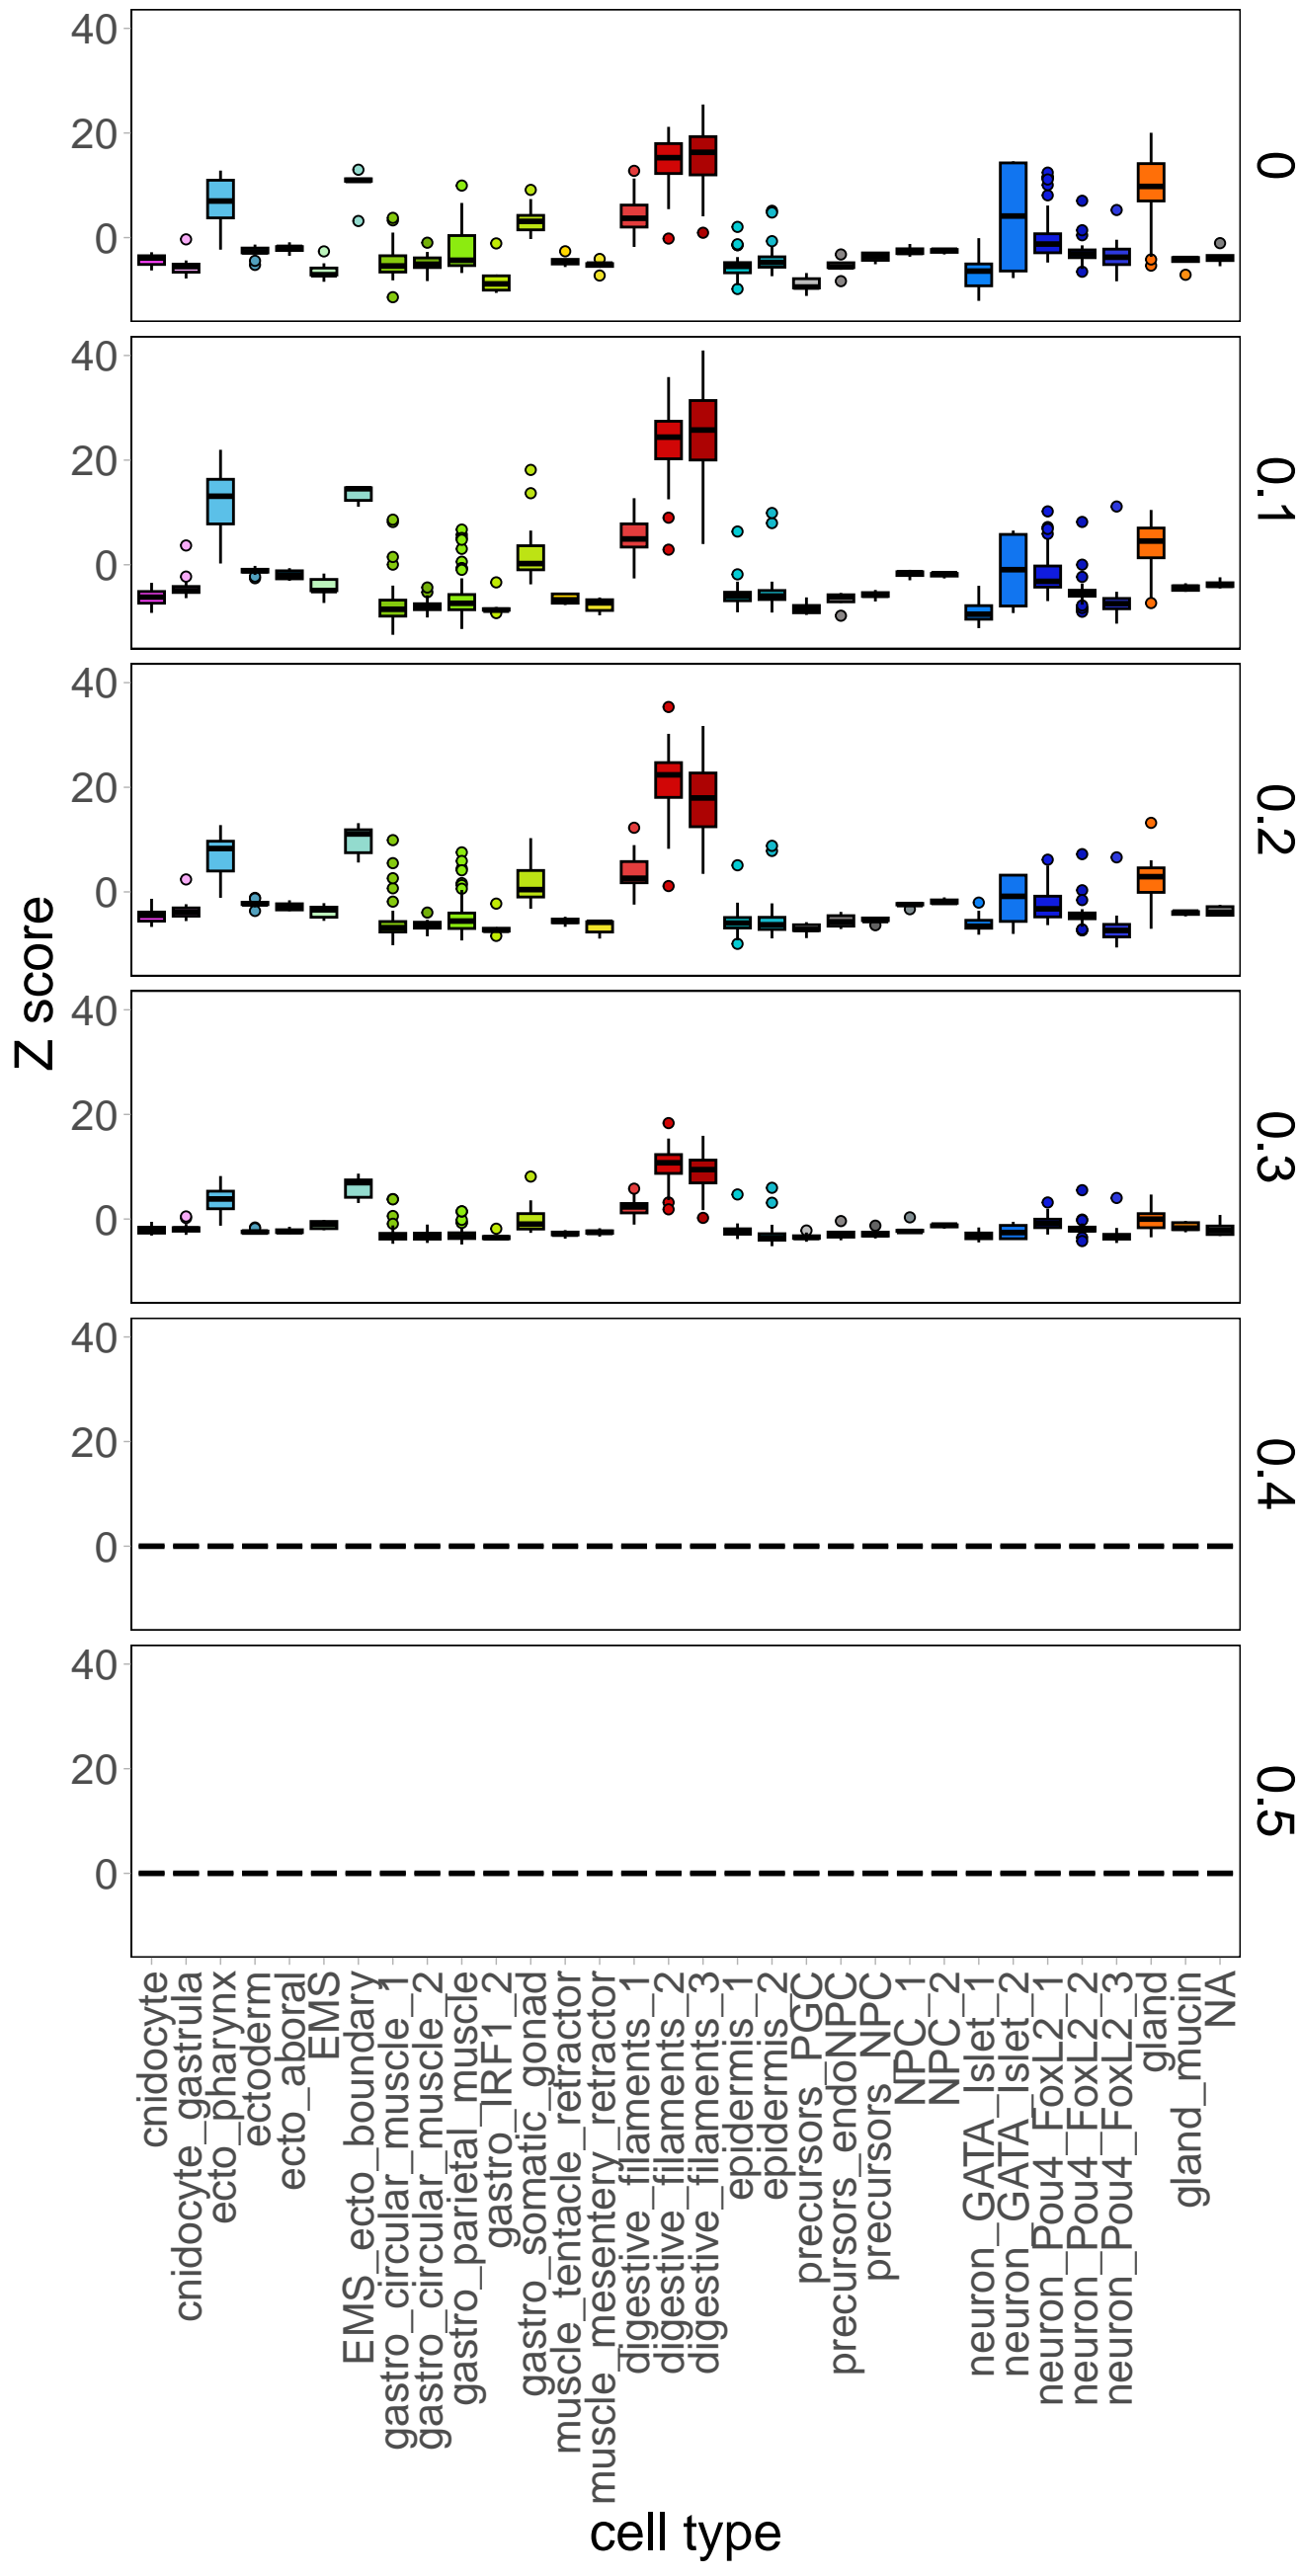 40
20
0
0
40
20
0
0.1
40
20
0
0.2
Z score
40
20
0
0.3
40
20
0
0.4
40
20
0
0.5
cnidocyte
cnidocyte_gastrula
ecto_pharynx
ectoderm
ecto_aboral
EMS
EMS_ecto_boundary
gastro_circular_muscle_1
gastro_circular_muscle_2
gastro_parietal_muscle
gastro_IRF1_2
gastro_somatic_gonad
muscle_tentacle_retractor
muscle_mesentery_retractor
digestive_filaments_1
digestive_filaments_2
digestive_filaments_3
epidermis_1
epidermis_2
precursors_PGC
precursors_endoNPC
precursors_NPC
NPC_1
NPC_2
neuron_GATA_Islet_1
neuron_GATA_Islet_2
neuron_Pou4_FoxL2_1
neuron_Pou4_FoxL2_2
neuron_Pou4_FoxL2_3
gland
gland_mucin
NA
cell type